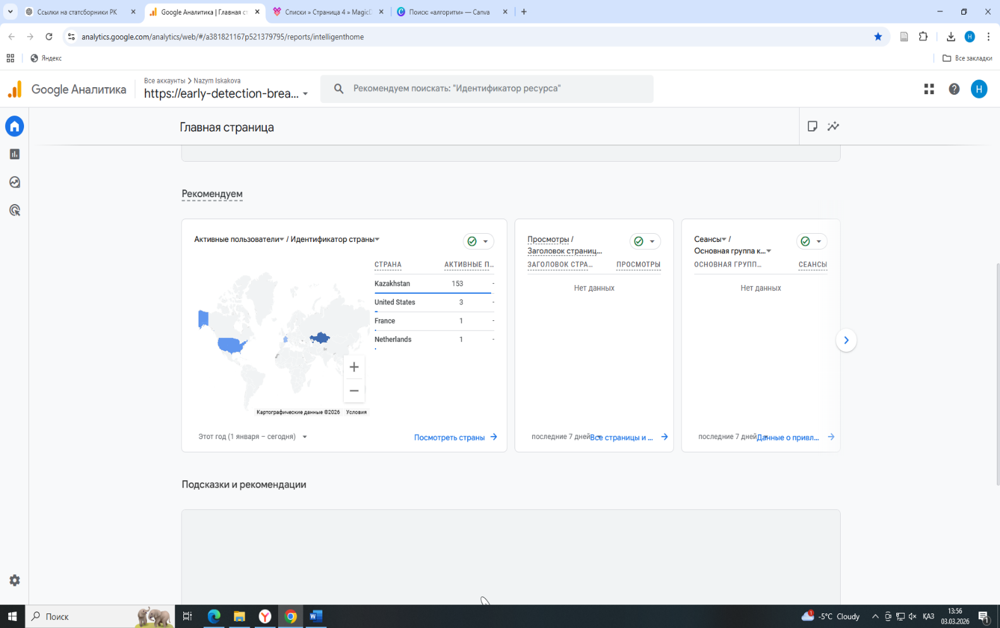 Ссылки на статсборники РК
Google Аналитика | Главная ст
Списки » Страница 4 » MagicD
Поиск: «алгоритм» — Canva
analytics.google.com/analytics/web/#/a381821167p521379795/reports/intelligenthome
Н
Яндекс
Все закладки
Google Аналитика
Все аккаунты > Nazym Iskakova
https://early-detection-brea...
Рекомендуем поискать: "Идентификатор ресурса"
Н
Главная страница
Рекомендуем
Активные пользователи / Идентификатор страны
СТРАНА АКТИВНЫЕ П...
Kazakhstan 153 -
United States 3 -
France 1 -
Netherlands 1 -
+
−
Картографические данные ©2026 Условия
Этот год (1 января – сегодня)
Посмотреть страны
Просмотры /
Заголовок страниц...
ЗАГОЛОВОК СТРА... ПРОСМОТРЫ
Нет данных
последние 7 дней
Все страницы и ...
Сеансы /
Основная группа к...
ОСНОВНАЯ ГРУПП... СЕАНСЫ
Нет данных
последние 7 дней
Данные о привл...
Подсказки и рекомендации
Поиск
1
-5°C Cloudy
ҚАЗ
13:56
03.03.2026
1